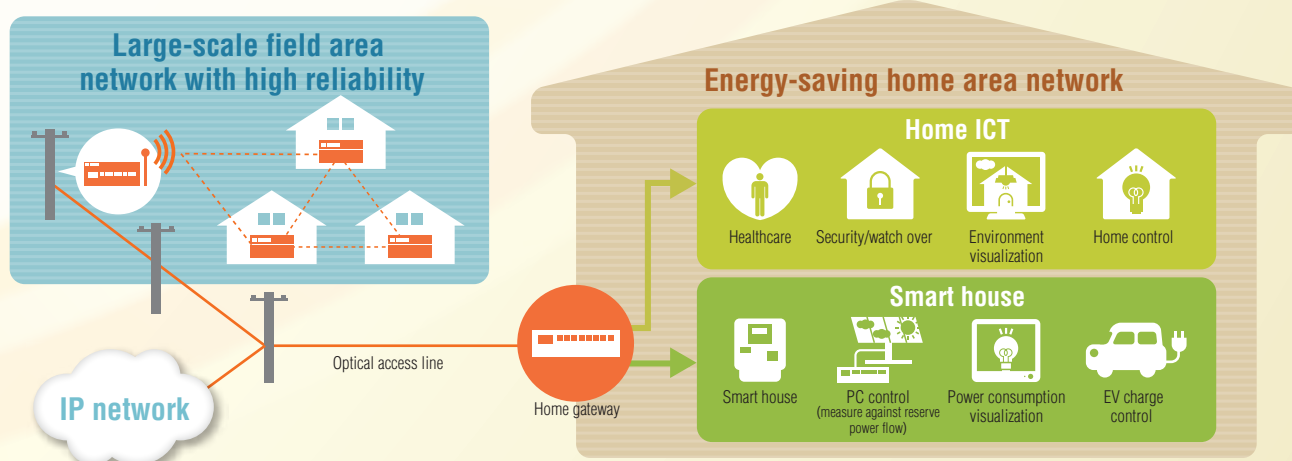 Large-scale field area
network with high reliability
IP network
Optical access line
Home gateway
Energy-saving home area network
Home ICT
Healthcare
Security/watch over
Environment
visualization
Home control
Smart house
Smart house
PC control
(measure against reserve
power flow)
Power consumption
visualization
EV charge
control